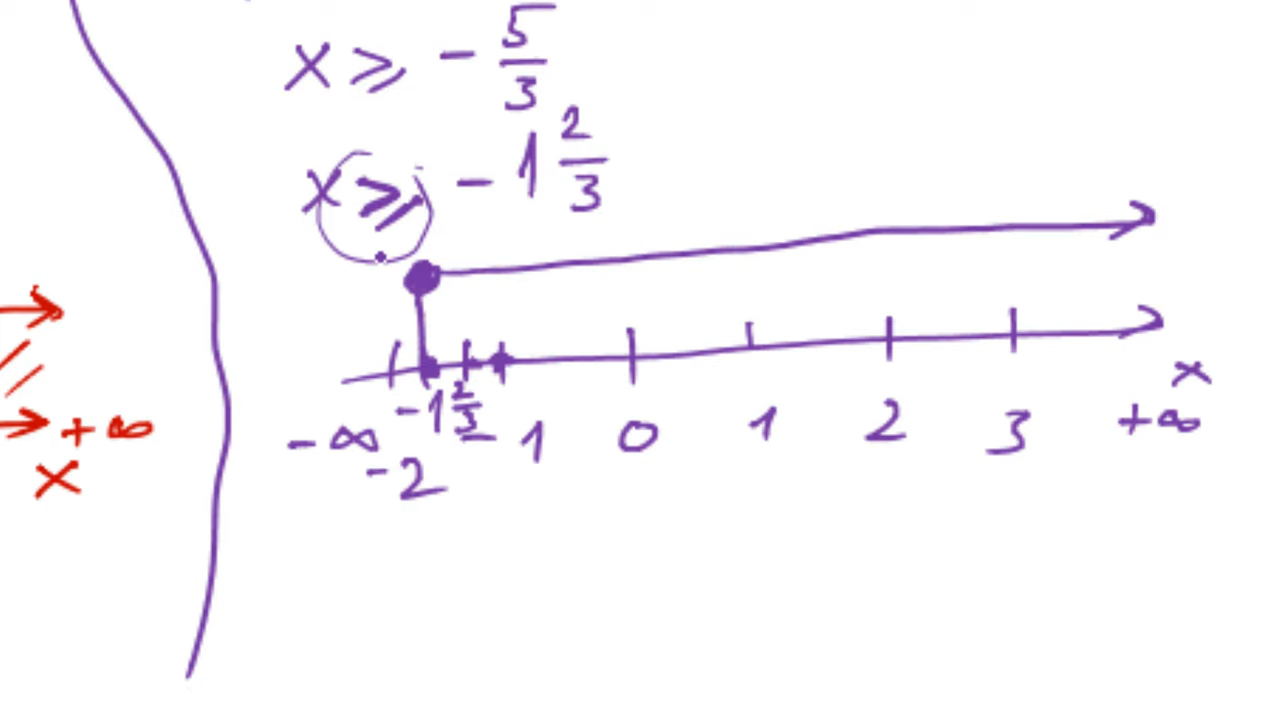 x ⩾ - 5/3
x ⩾ - 1 2/3
-1 2/3
-∞ -2 -1 0 1 2 3 +∞
x
+∞
x